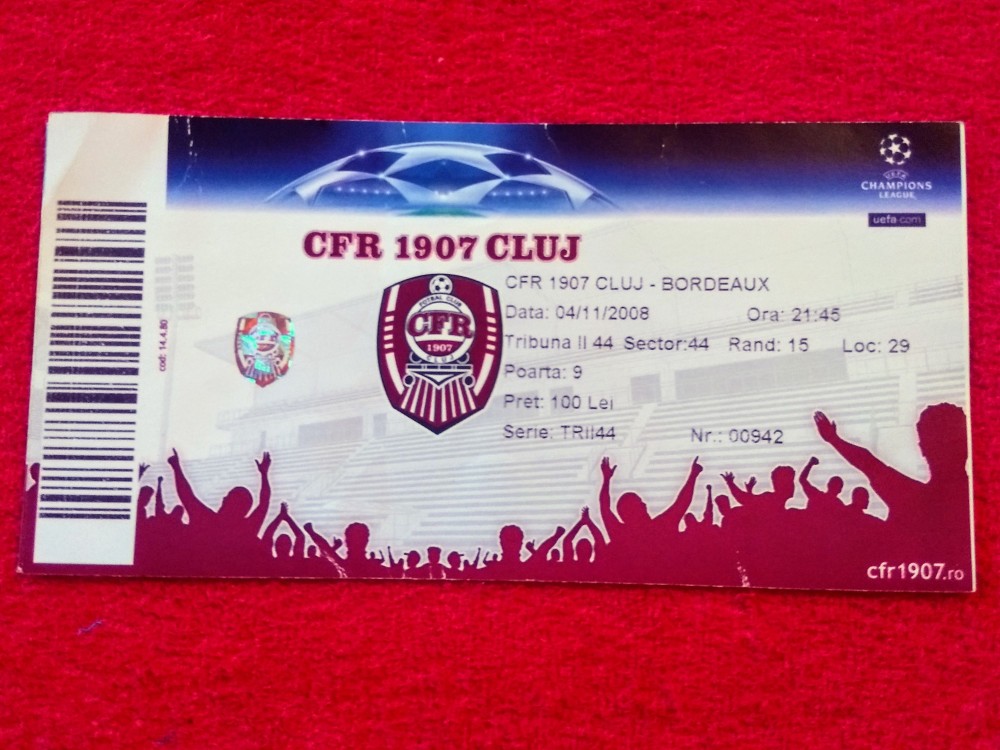 UEFA
CHAMPIONS
LEAGUE
uefa.com
CFR 1907 CLUJ
FOTBAL CLUB
CFR
1907
CLUJ
CFR 1907 CLUJ - BORDEAUX
Data: 04/11/2008 Ora: 21:45
Tribuna II 44 Sector:44 Rand: 15 Loc: 29
Poarta: 9
Pret: 100 Lei
Serie: TRII44 Nr.: 00942
cod: 14.4.80
cfr1907.ro